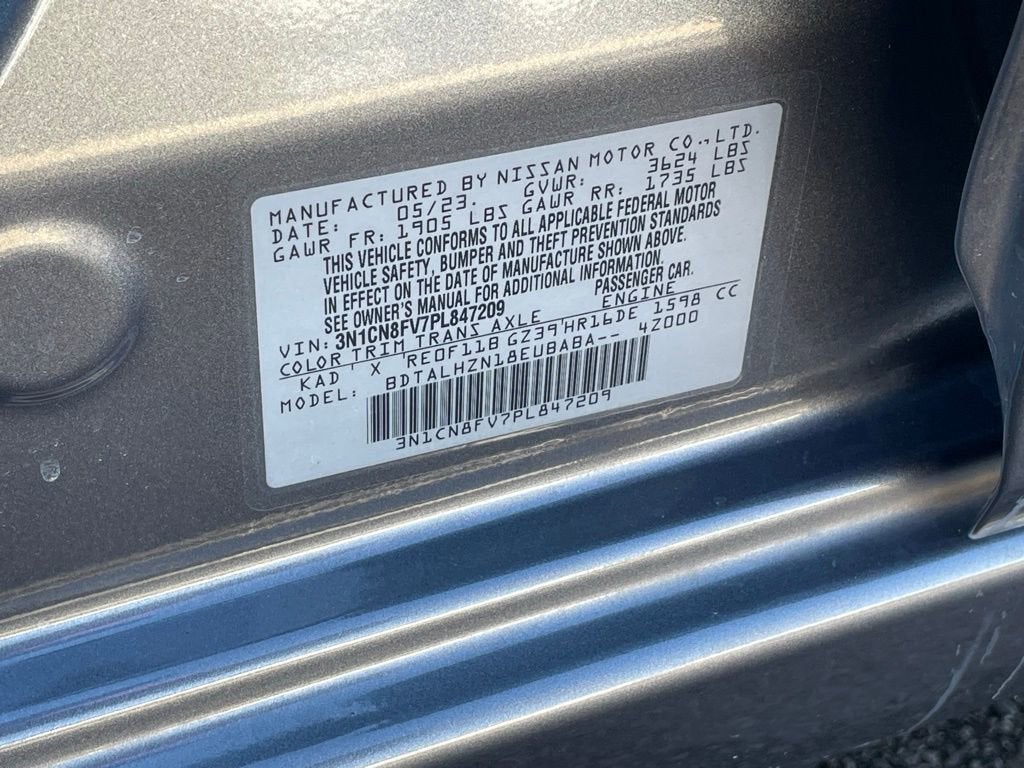 MANUFACTURED BY NISSAN MOTOR CO.,LTD.
DATE: 05/23. GVWR: 3624 LBS
GAWR FR: 1905 LBS GAWR RR: 1735 LBS
THIS VEHICLE CONFORMS TO ALL APPLICABLE FEDERAL MOTOR
VEHICLE SAFETY, BUMPER AND THEFT PREVENTION STANDARDS
IN EFFECT ON THE DATE OF MANUFACTURE SHOWN ABOVE.
SEE OWNER'S MANUAL FOR ADDITIONAL INFORMATION.
VIN: 3N1CN8FV7PL847209 PASSENGER CAR.
COLOR TRIM TRANS AXLE ENGINE
KAD ' X 'RE0F11B GZ39'HR16DE 1598 CC
MODEL: BDTALHZN18EUBABA-- 4Z000
3N1CN8FV7PL847209